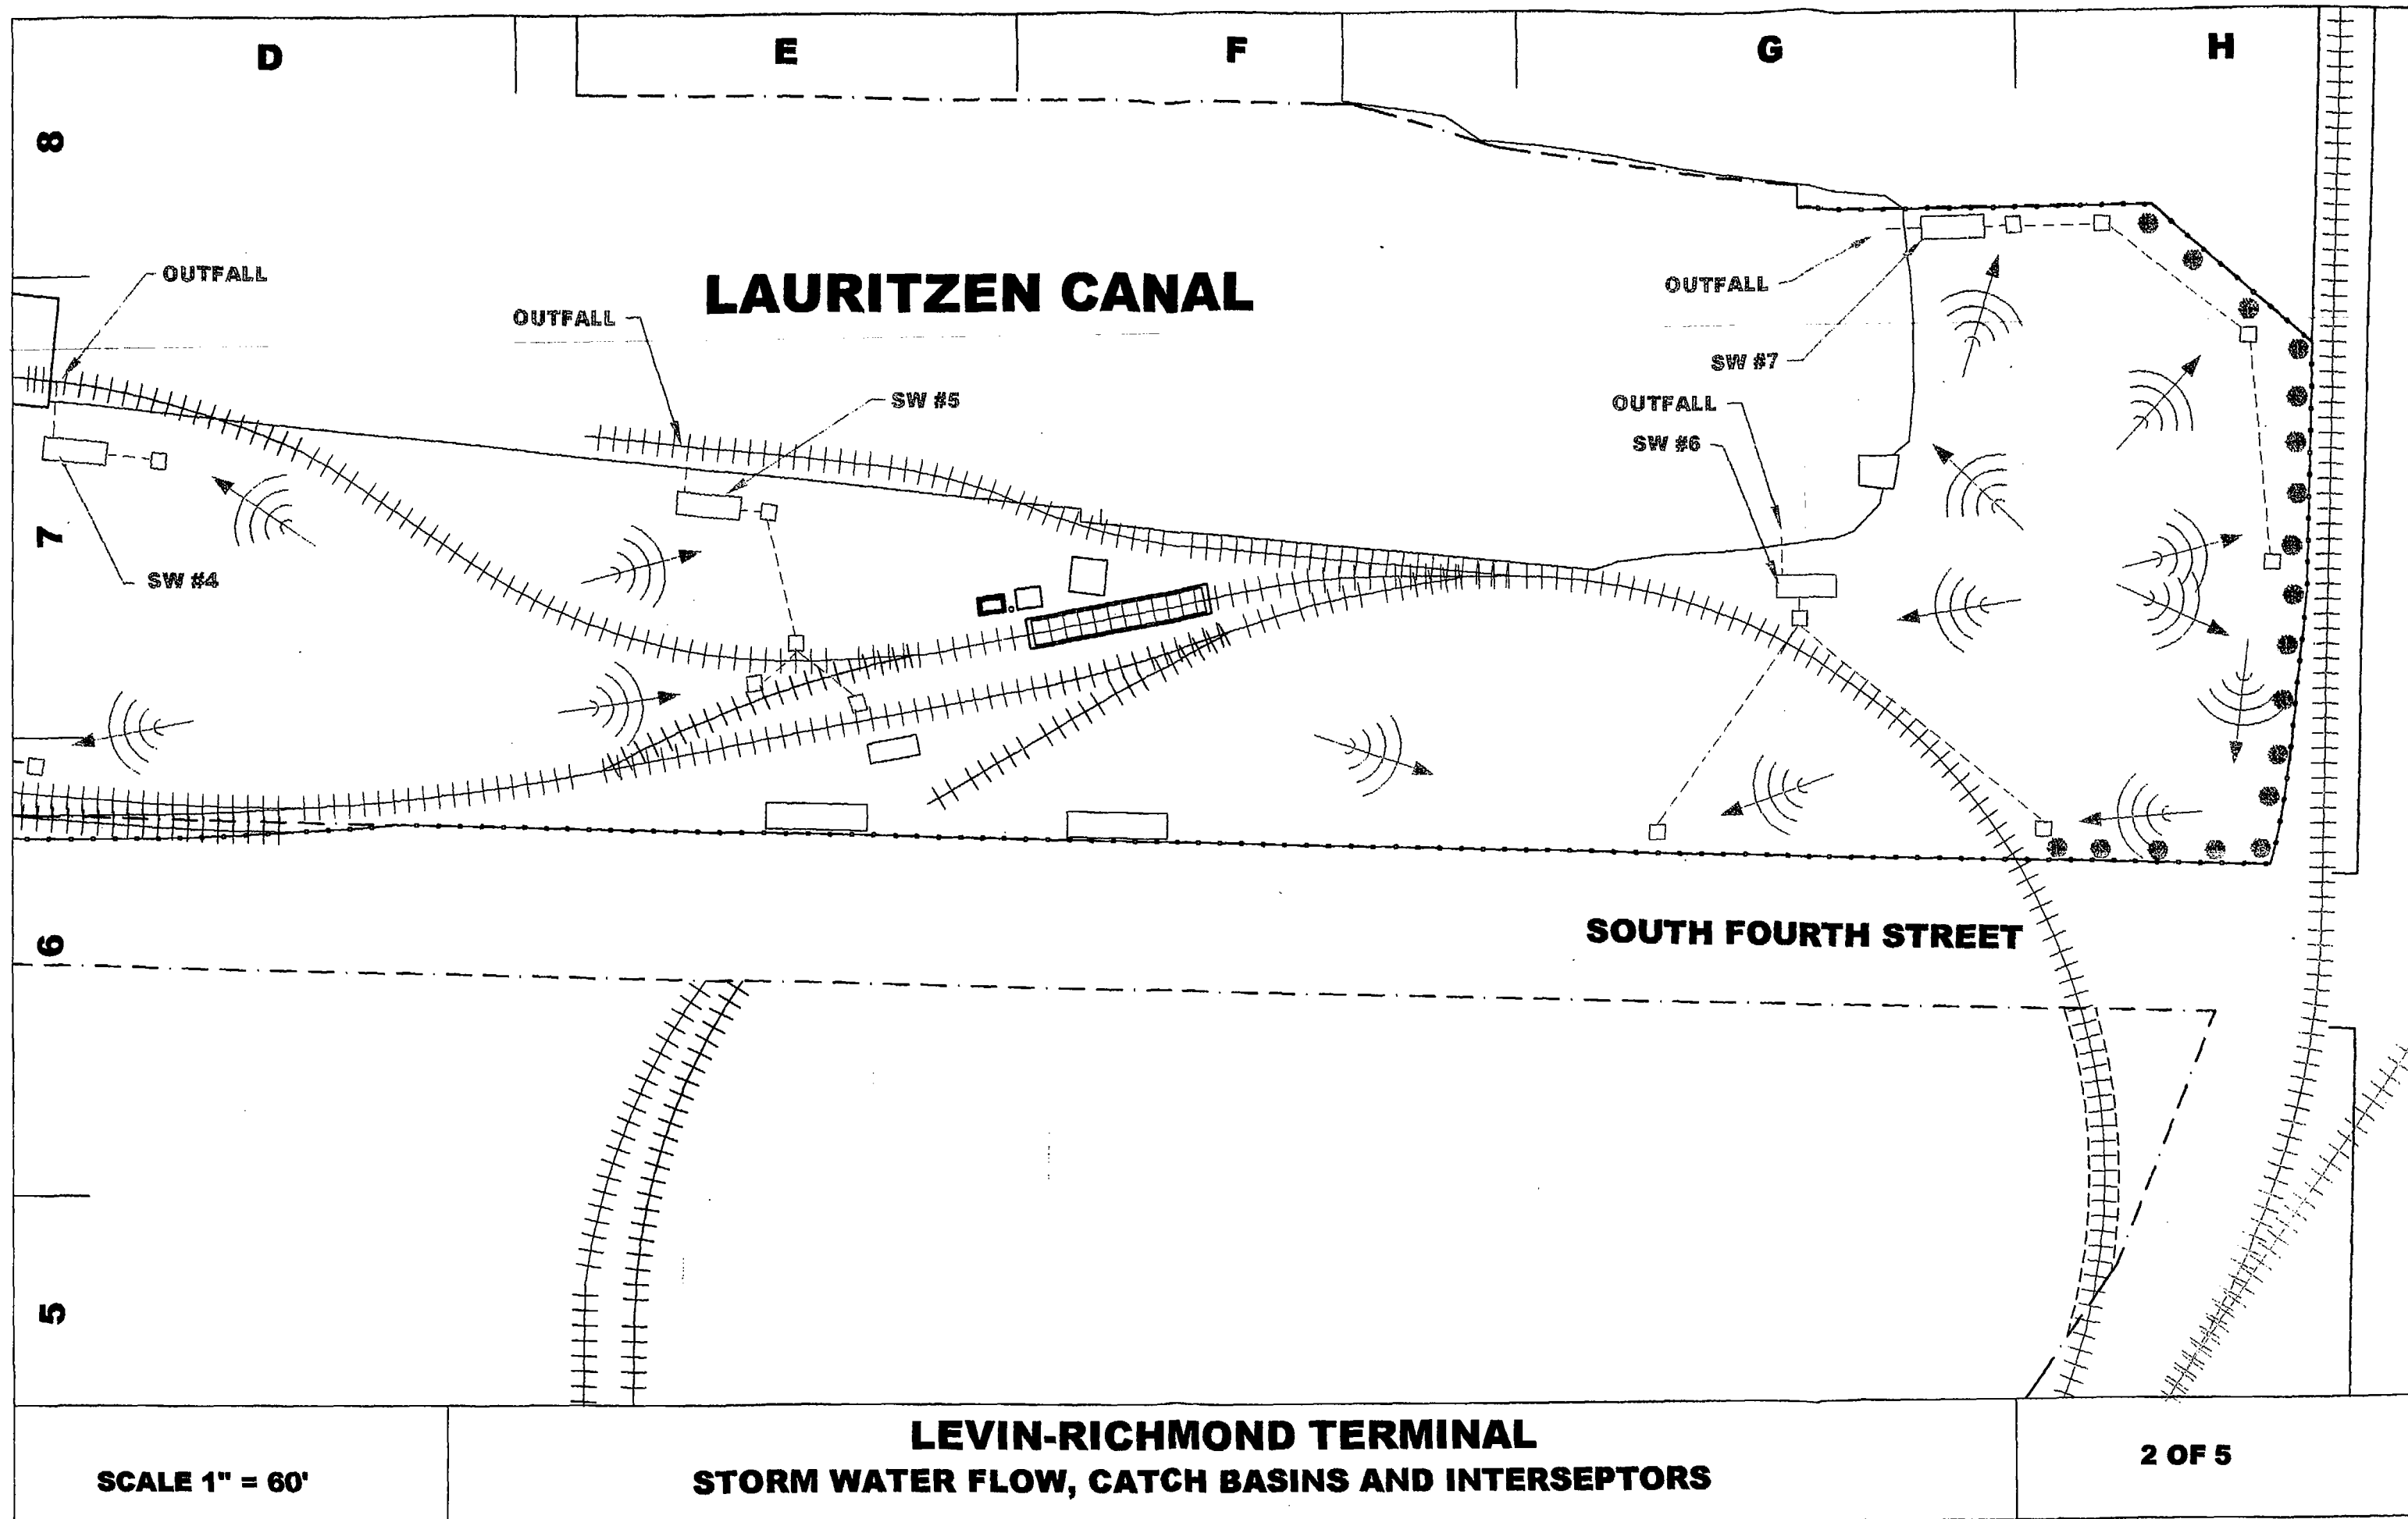 D
E
F
G
H
8
OUTFALL
LAURITZEN CANAL
OUTFALL
OUTFALL
SW #7
SW #5
OUTFALL
SW #6
7
SW #4
6
SOUTH FOURTH STREET
5
LEVIN-RICHMOND TERMINAL
STORM WATER FLOW, CATCH BASINS AND INTERSEPTORS
SCALE 1" = 60'
2 OF 5